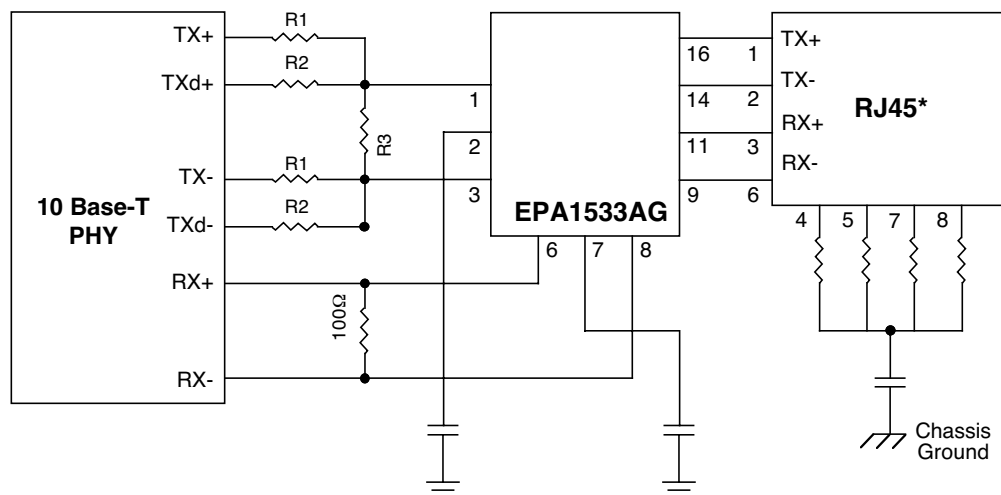 TX+
R1
TXd+
R2
R3
TX-
R1
TXd-
R2
10 Base-T
PHY
RX+
100Ω
RX-
1
2
3
EPA1533AG
6
7
8
16
14
11
9
1
2
3
6
TX+
TX-
RX+
RX-
RJ45*
4
5
7
8
Chassis
Ground